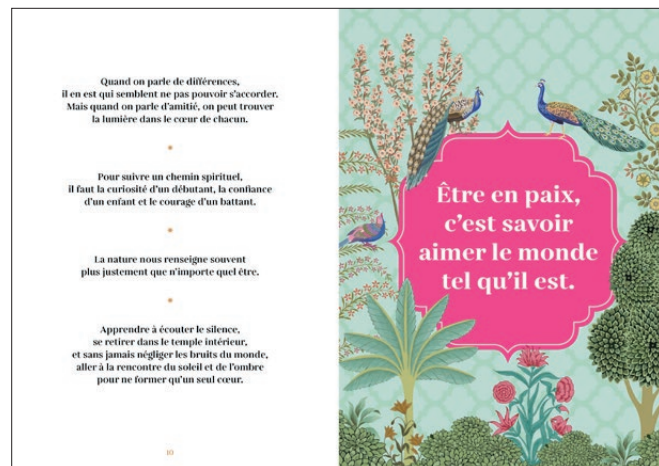 Quand on parle de différences,
il en est qui semblent ne pas pouvoir s’accorder.
Mais quand on parle d’amitié, on peut trouver
la lumière dans le cœur de chacun.
Pour suivre un chemin spirituel,
il faut la curiosité d’un débutant, la confiance
d’un enfant et le courage d’un battant.
La nature nous renseigne souvent
plus justement que n’importe quel être.
Apprendre à écouter le silence,
se retirer dans le temple intérieur,
et sans jamais négliger les bruits du monde,
aller à la rencontre du soleil et de l’ombre
pour ne former qu’un seul cœur.
10
Être en paix,
c’est savoir
aimer le monde
tel qu’il est.